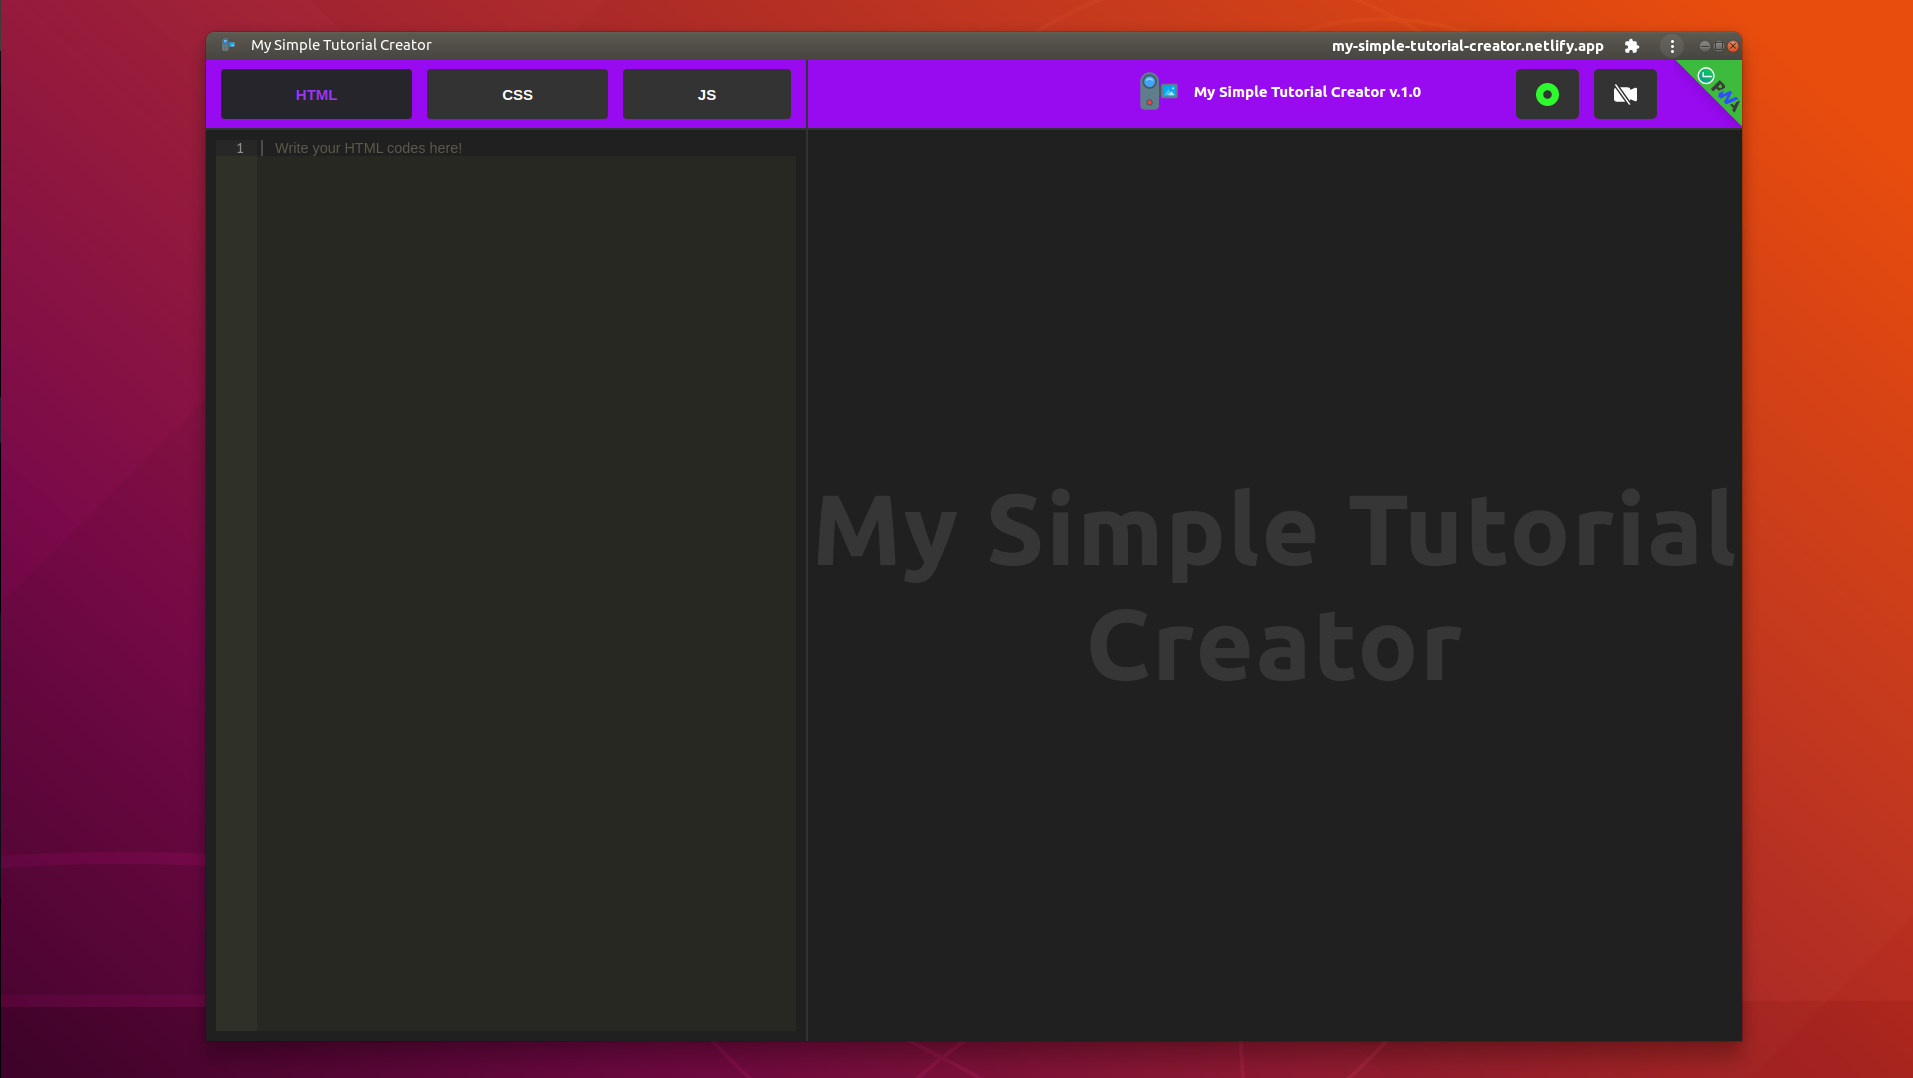 My Simple Tutorial Creator
my-simple-tutorial-creator.netlify.app
HTML
CSS
JS
My Simple Tutorial Creator v.1.0
PWA
1
Write your HTML codes here!
My Simple Tutorial
Creator